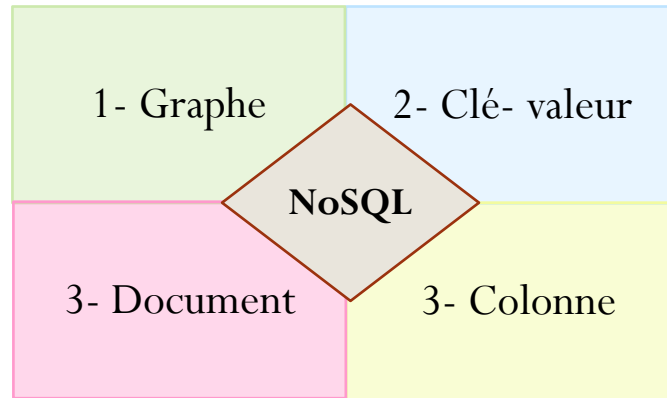 1- Graphe
2- Clé- valeur
NoSQL
3- Document
3- Colonne